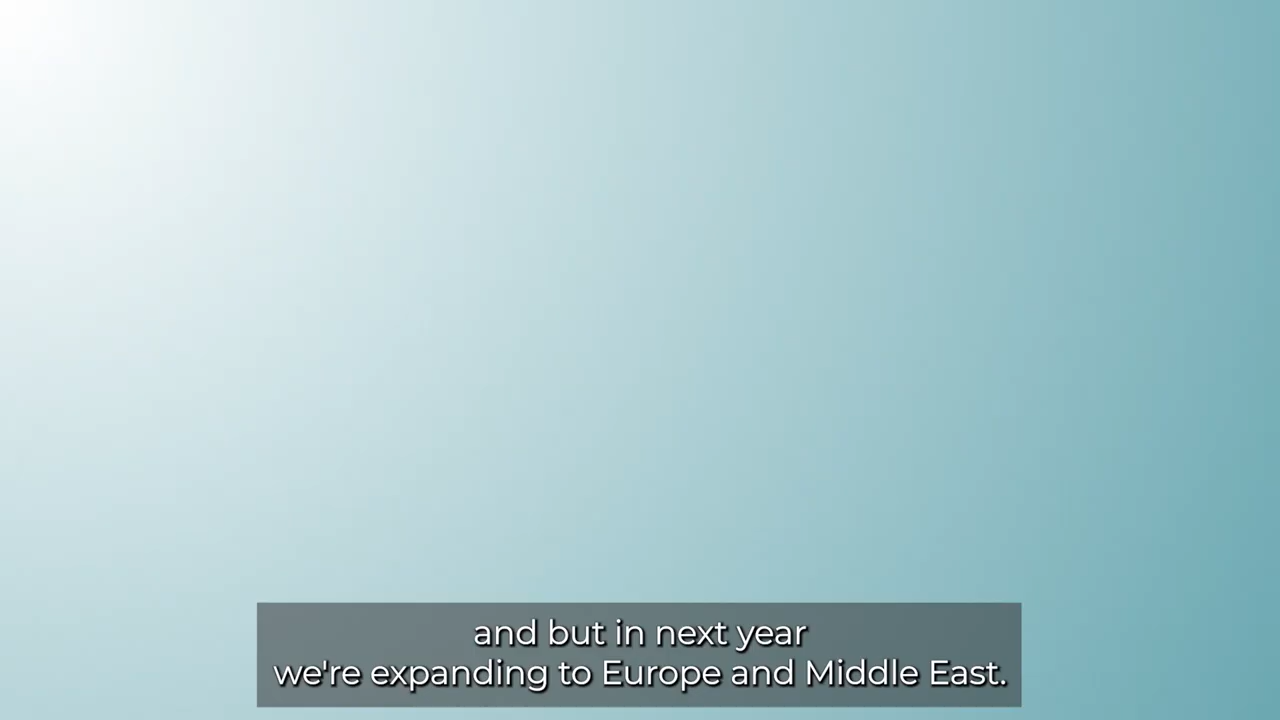 and but in next year
we're expanding to Europe and Middle East.